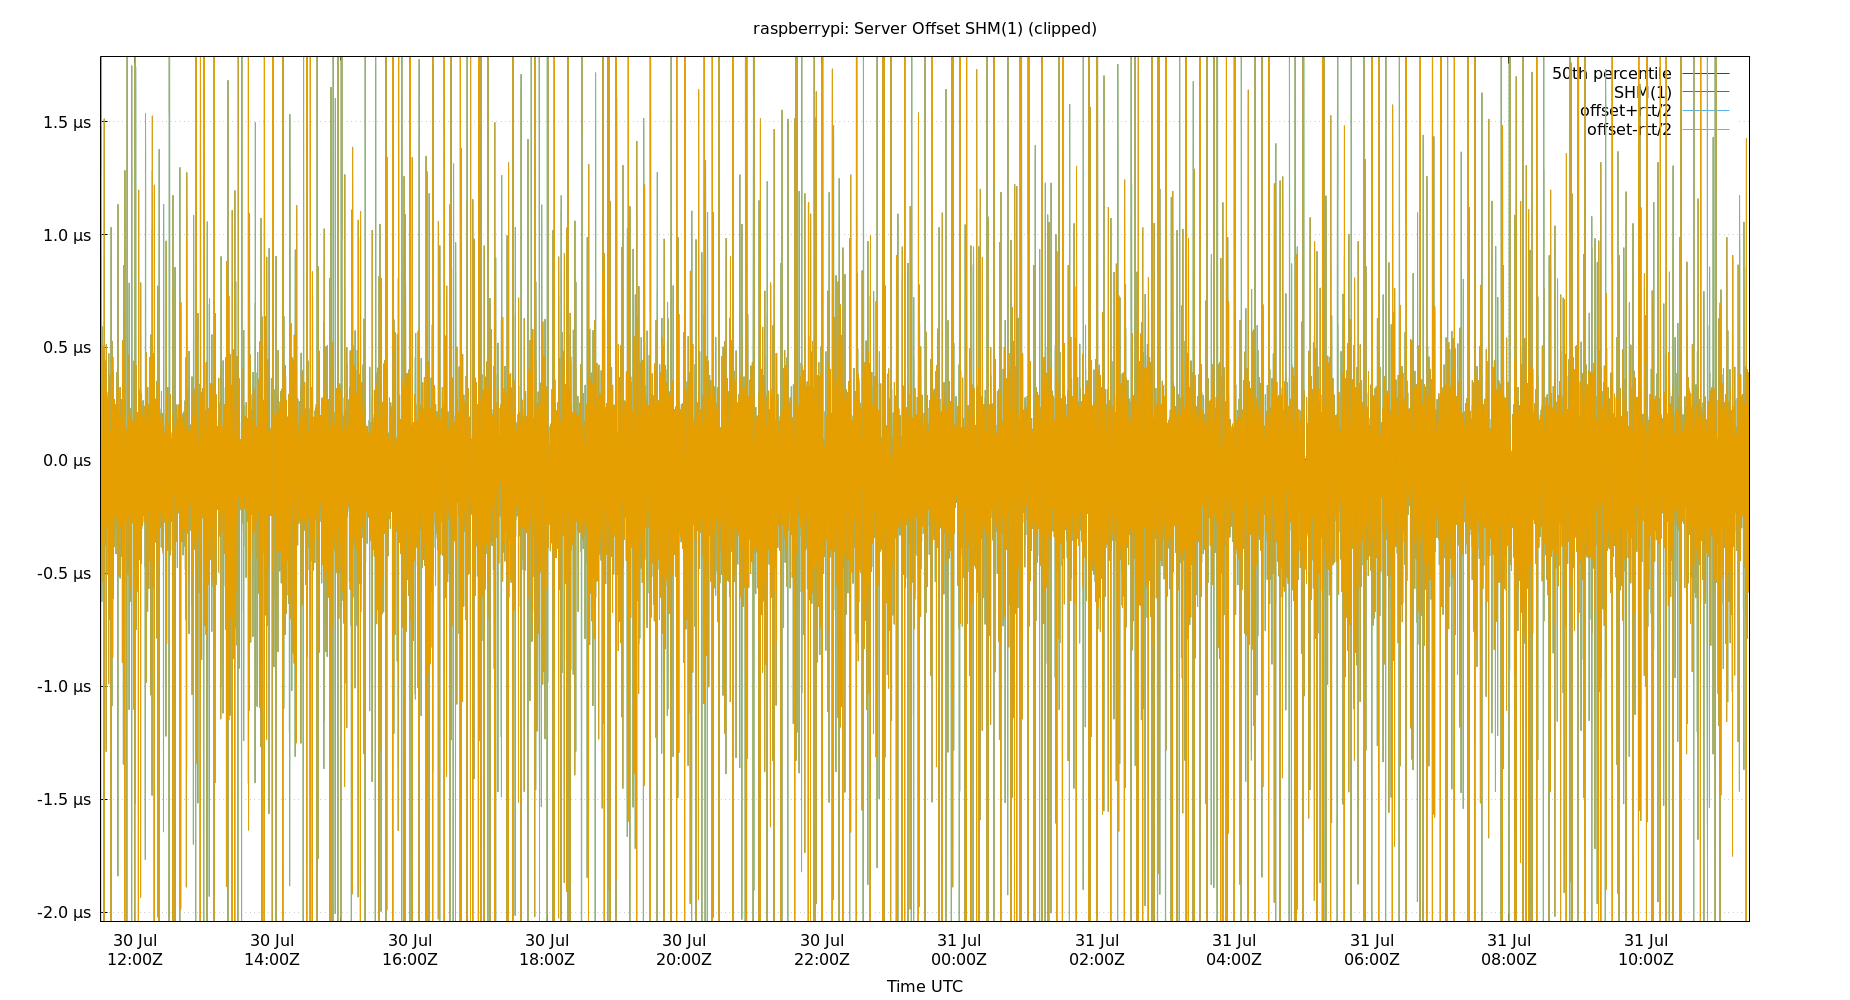 raspberrypi: Server Offset SHM(1) (clipped)
50th percentile
SHM(1)
offset+rtt/2
offset-rtt/2
1.5 µs
1.0 µs
0.5 µs
0.0 µs
-0.5 µs
-1.0 µs
-1.5 µs
-2.0 µs
30 Jul 30 Jul 30 Jul 30 Jul 30 Jul 30 Jul 31 Jul 31 Jul 31 Jul 31 Jul 31 Jul 31 Jul
12:00Z 14:00Z 16:00Z 18:00Z 20:00Z 22:00Z 00:00Z 02:00Z 04:00Z 06:00Z 08:00Z 10:00Z
Time UTC